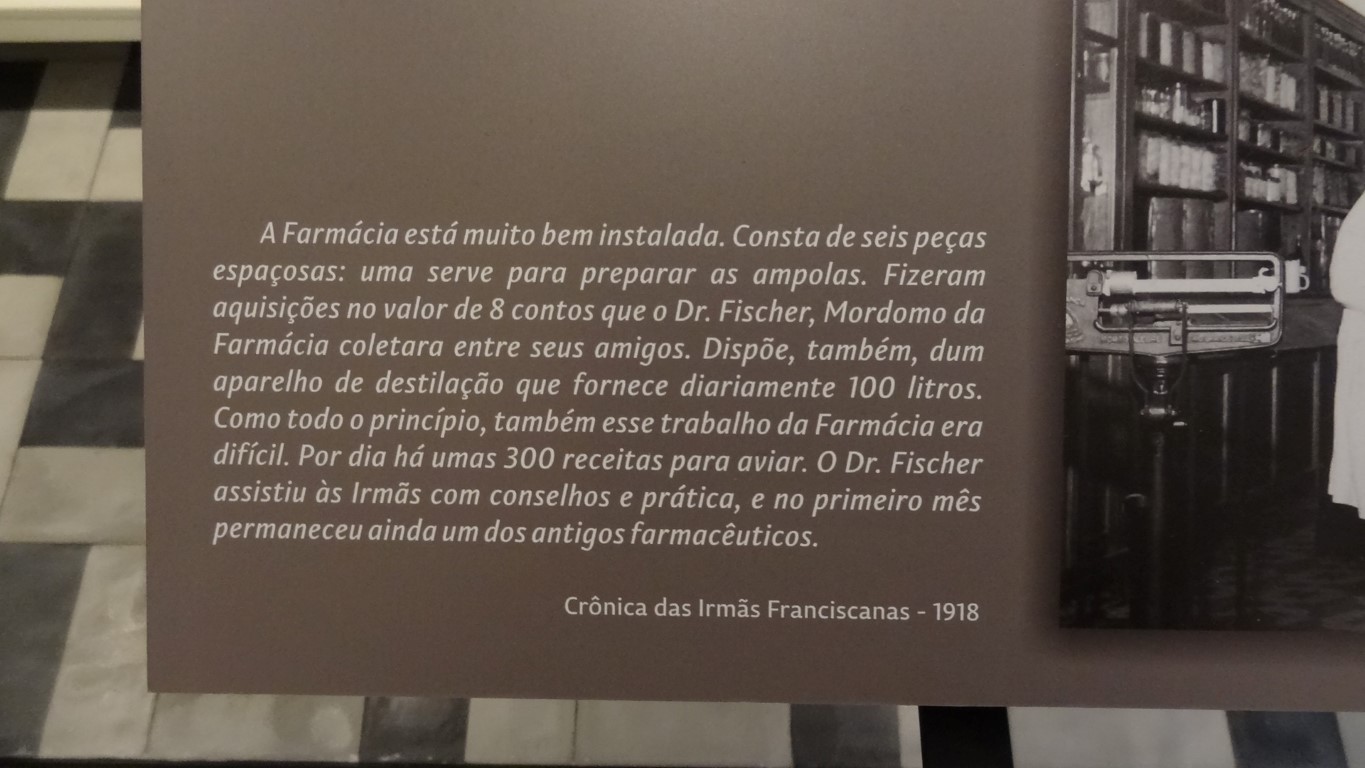 A Farmácia está muito bem instalada. Consta de seis peças
espaçosas: uma serve para preparar as ampolas. Fizeram
aquisições no valor de 8 contos que o Dr. Fischer, Mordomo da
Farmácia coletara entre seus amigos. Dispõe, também, dum
aparelho de destilação que fornece diariamente 100 litros.
Como todo o princípio, também esse trabalho da Farmácia era
difícil. Por dia há umas 300 receitas para aviar. O Dr. Fischer
assistiu às Irmãs com conselhos e prática, e no primeiro mês
permaneceu ainda um dos antigos farmacêuticos.
Crônica das Irmãs Franciscanas - 1918